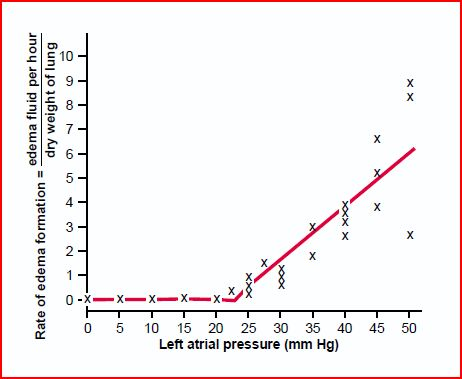 Rate of edema formation = edema fluid per hour
dry weight of lung
10
9
8
7
6
5
4
3
2
1
0
x x x x x x x x x x x x x x x x x x x x x x x x x x
0 5 10 15 20 25 30 35 40 45 50
Left atrial pressure (mm Hg)